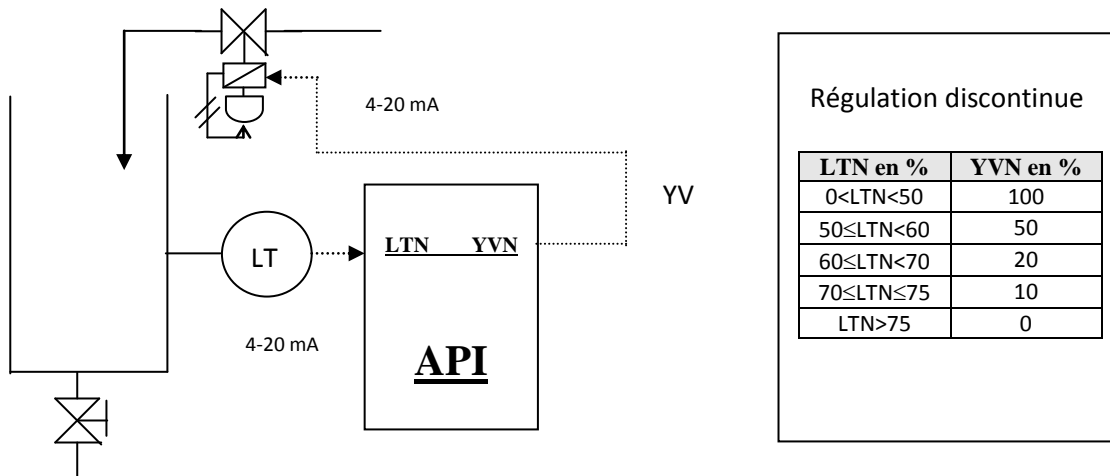 4-20 mA
YV
LTN YVN
LT
4-20 mA
API
Régulation discontinue
LTN en % YVN en %
0<LTN<50 100
50≤LTN<60 50
60≤LTN<70 20
70≤LTN≤75 10
LTN>75 0